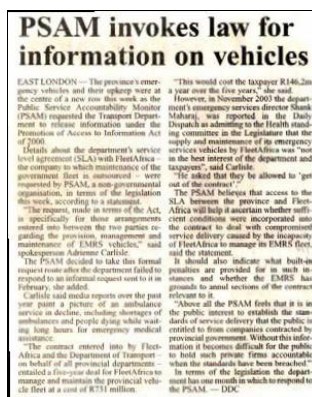 PSAM invokes law for
information on vehicles
EAST LONDON — The province's emer-
gency vehicles and their upkeep were at
the centre of a new row this week as the
Public Service Accountability Monitor
(PSAM) requested the Transport Depart-
ment to release information under the
Promotion of Access to Information Act
of 2000.
Details about the department's service
level agreement (SLA) with FleetAfrica –
the company to which maintenance of the
government fleet is outsourced – were
requested by PSAM, a non-governmental
organisation, in terms of the legislation
this week, according to a statement.
"The request, made in terms of the Act,
is specifically for those arrangements
entered into between the two parties re-
garding the provision, management and
maintenance of EMRS vehicles," said
spokesperson Adrienne Carlisle.
The PSAM decided to take this formal
request route after the department failed to
respond to an informal request sent to it in
February, she added.
Carlisle said media reports over the past
year paint a picture of an ambulance
service in decline, including shortages of
ambulances and people dying while wait-
ing long hours for emergency medical
assistance.
"The contract entered into by Fleet-
Africa and the Department of Transport –
on behalf of all provincial departments –
entailed a five-year deal for FleetAfrica to
manage and maintain the provincial vehi-
cle fleet at a cost of R731 million.
"This would cost the taxpayer R146,2m
a year over the five years," she said.
However, in November 2003 the depart-
ment's emergency services director Shank
Maharaj, was reported in the Daily
Dispatch as admitting to the Health stand-
ing committee in the Legislature that the
supply and maintenance of its emergency
services vehicles by FleetAfrica was "not
in the best interest of the department and
taxpayers", said Carlisle.
"He asked that they be allowed to 'get
out of the contract'."
The PSAM believes that access to the
SLA between the province and Fleet-
Africa will help it ascertain whether suffi-
cient conditions were incorporated into
the contract to deal with compromised
service delivery caused by the incapacity
of FleetAfrica to manage its EMRS fleet,
said the statement.
It should also indicate what built-in
penalties are provided for in such in-
stances and whether the EMRS has
grounds to annul sections of the contract
relevant to it.
"Above all the PSAM feels that it is in
the public interest to establish the stan-
dards of service delivery that the public is
entitled to from companies contracted by
provincial government. Without this infor-
mation it becomes difficult for the public
to hold such private firms accountable
when the standards have been breached."
In terms of the legislation the depart-
ment has one month in which to respond to
the PSAM. — DDC